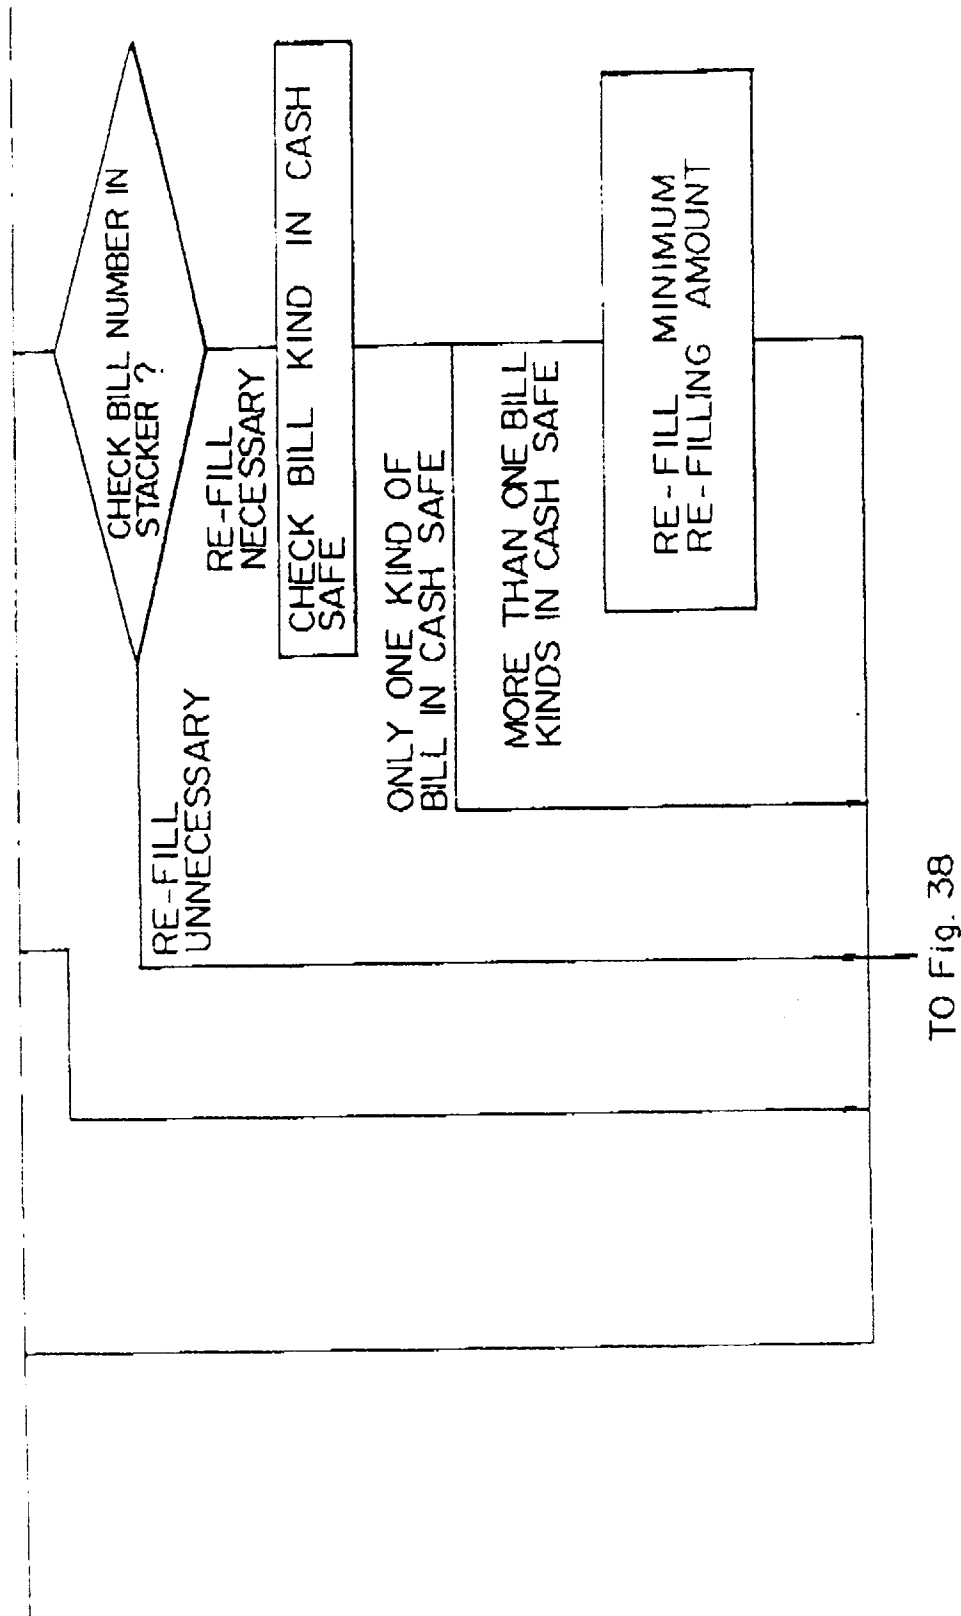 CHECK BILL NUMBER IN
STACKER ?
RE-FILL
UNNECESSARY
RE-FILL
NECESSARY
CHECK BILL KIND IN CASH
SAFE
ONLY ONE KIND OF
BILL IN CASH SAFE
MORE THAN ONE BILL
KINDS IN CASH SAFE
RE-FILL MINIMUM
RE-FILLING AMOUNT
TO Fig. 38